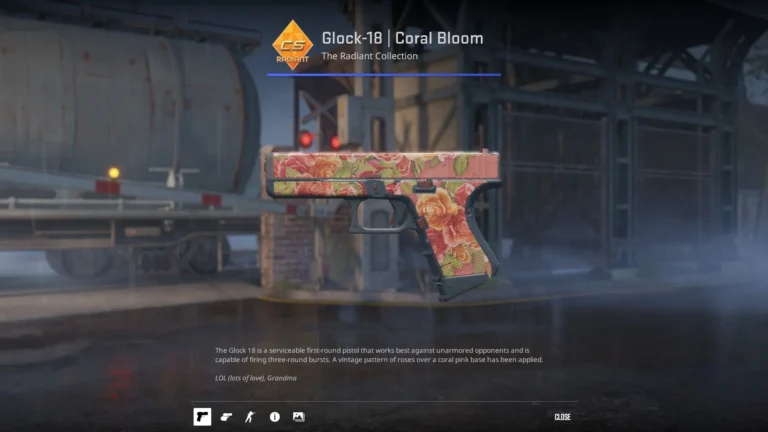 CS
RADIANT
Glock-18 | Coral Bloom
The Radiant Collection
The Glock 18 is a serviceable first-round pistol that works best against unarmored opponents and is
capable of firing three-round bursts. A vintage pattern of roses over a coral pink base has been applied.
LOL (lots of love), Grandma
CLOSE